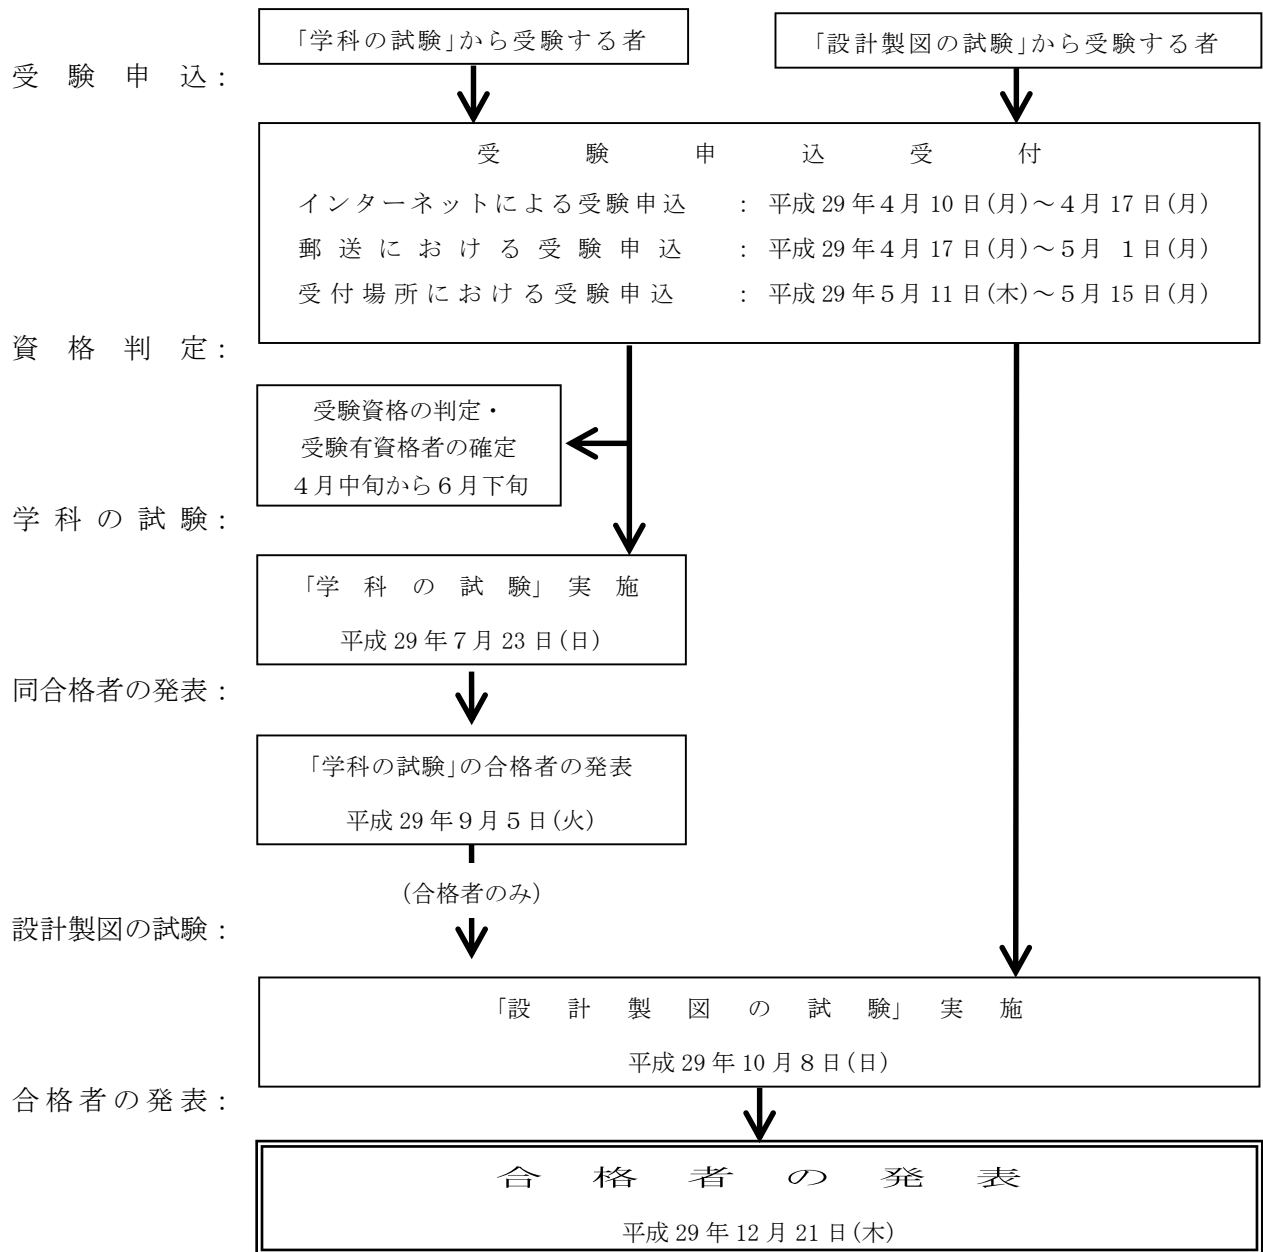 「学科の試験」から受験する者
「設計製図の試験」から受験する者
受験申込：
受験申込受付
インターネットによる受験申込 ： 平成29年４月10日(月)～４月17日(月)
郵送における受験申込 ： 平成29年４月17日(月)～５月 １日(月)
受付場所における受験申込 ： 平成29年５月11日(木)～５月15日(月)
資格判定：
受験資格の判定・
受験有資格者の確定
４月中旬から６月下旬
学科の試験：
「学科の試験」実施
平成29年７月23日(日)
同合格者の発表：
「学科の試験」の合格者の発表
平成29年９月５日(火)
(合格者のみ)
設計製図の試験：
「設計製図の試験」実施
平成29年10月８日(日)
合格者の発表：
合格者の発表
平成29年12月21日(木)